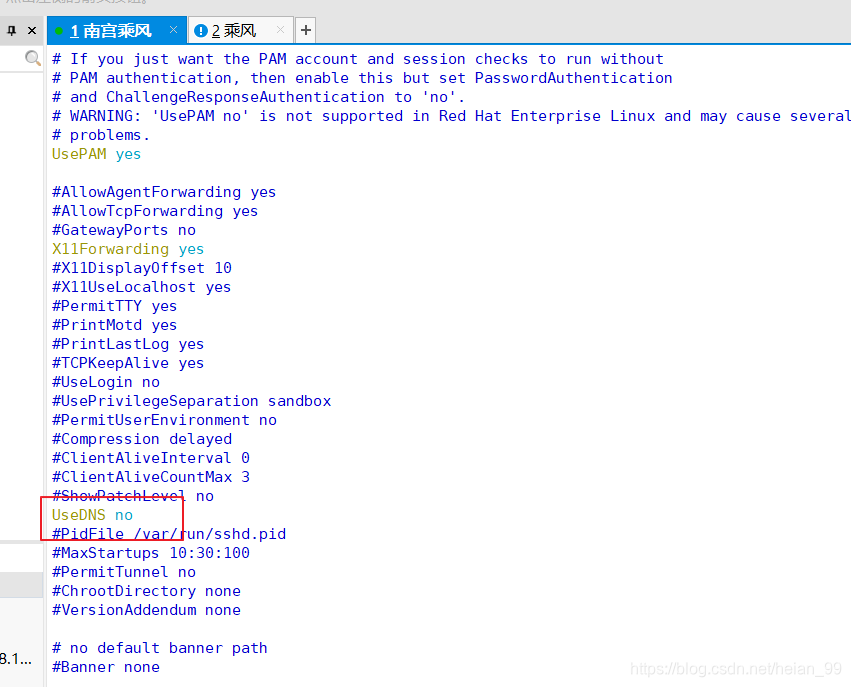 1 南宫乘风 ×
2 乘风 ×
+
# If you just want the PAM account and session checks to run without
# PAM authentication, then enable this but set PasswordAuthentication
# and ChallengeResponseAuthentication to 'no'.
# WARNING: 'UsePAM no' is not supported in Red Hat Enterprise Linux and may cause several
# problems.
UsePAM yes
#AllowAgentForwarding yes
#AllowTcpForwarding yes
#GatewayPorts no
X11Forwarding yes
#X11DisplayOffset 10
#X11UseLocalhost yes
#PermitTTY yes
#PrintMotd yes
#PrintLastLog yes
#TCPKeepAlive yes
#UseLogin no
#UsePrivilegeSeparation sandbox
#PermitUserEnvironment no
#Compression delayed
#ClientAliveInterval 0
#ClientAliveCountMax 3
#ShowPatchLevel no
UseDNS no
#PidFile /var/run/sshd.pid
#MaxStartups 10:30:100
#PermitTunnel no
#ChrootDirectory none
#VersionAddendum none
# no default banner path
#Banner none
8.1...
https://blog.csdn.net/heian_99